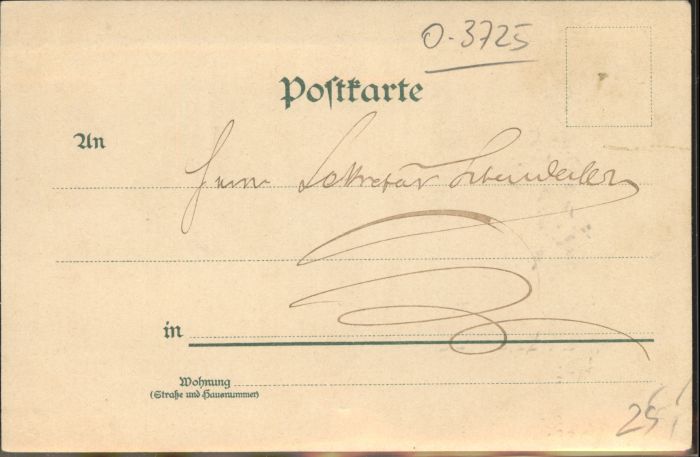 O-3725
Poſtkarte
An
Herrn Sekretär
in
Wohnung
(Straße und Hausnummer)
25,-